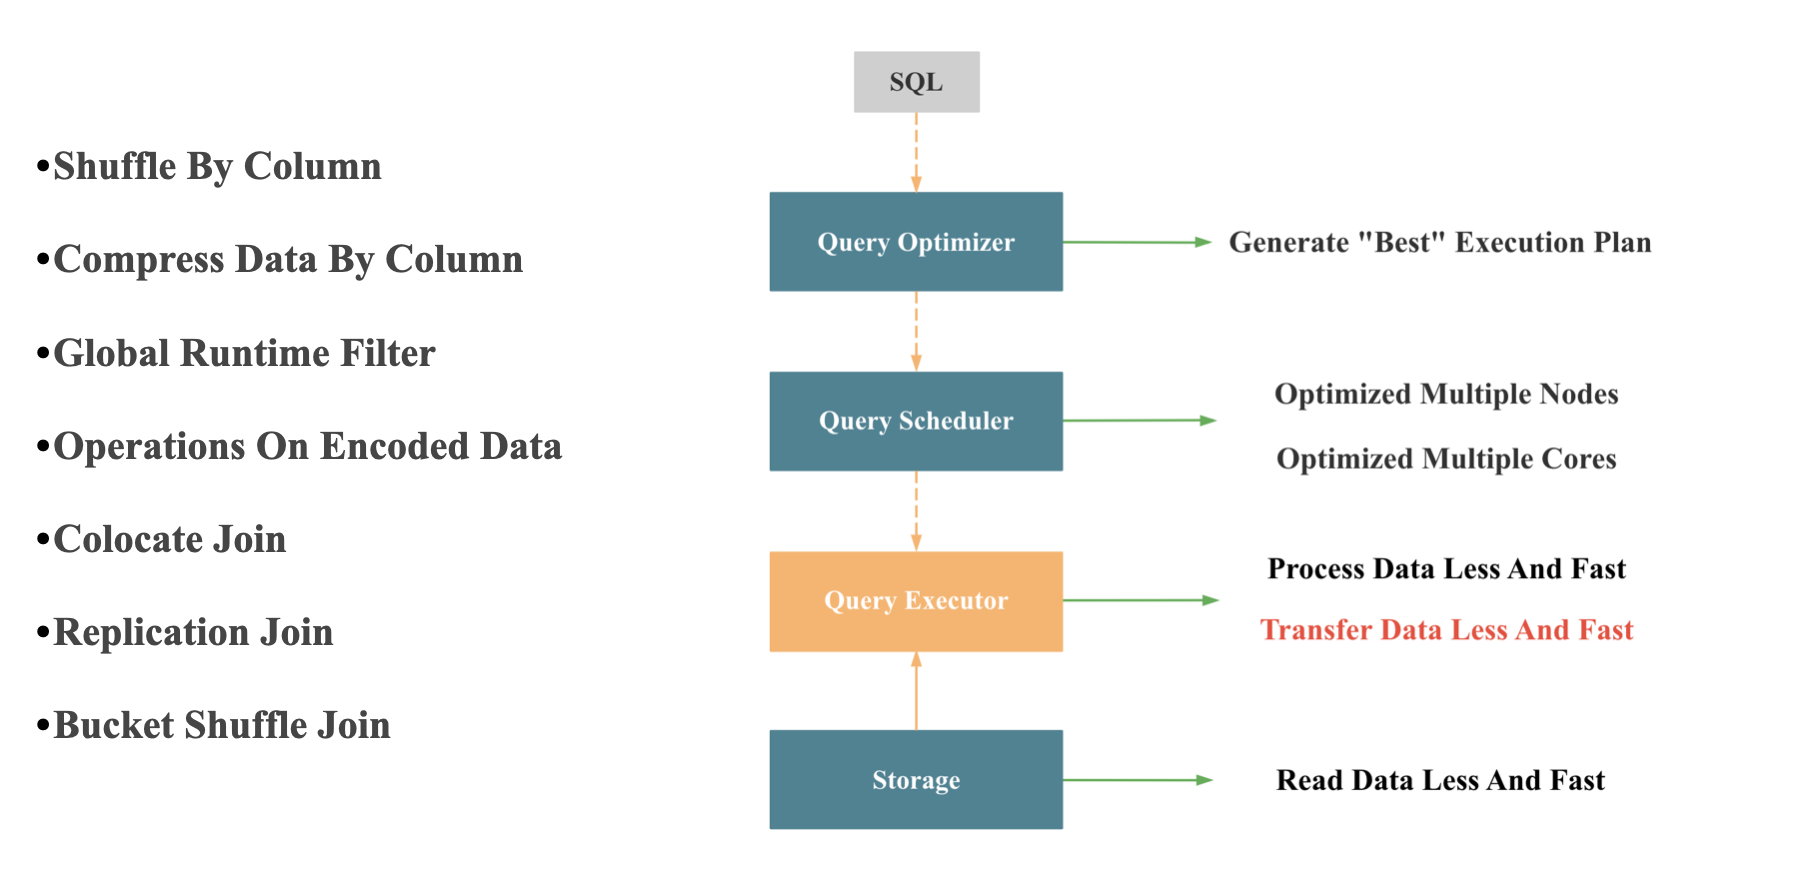 •Shuffle By Column
•Compress Data By Column
•Global Runtime Filter
•Operations On Encoded Data
•Colocate Join
•Replication Join
•Bucket Shuffle Join
SQL
Query Optimizer
Generate "Best" Execution Plan
Query Scheduler
Optimized Multiple Nodes
Optimized Multiple Cores
Query Executor
Process Data Less And Fast
Transfer Data Less And Fast
Storage
Read Data Less And Fast